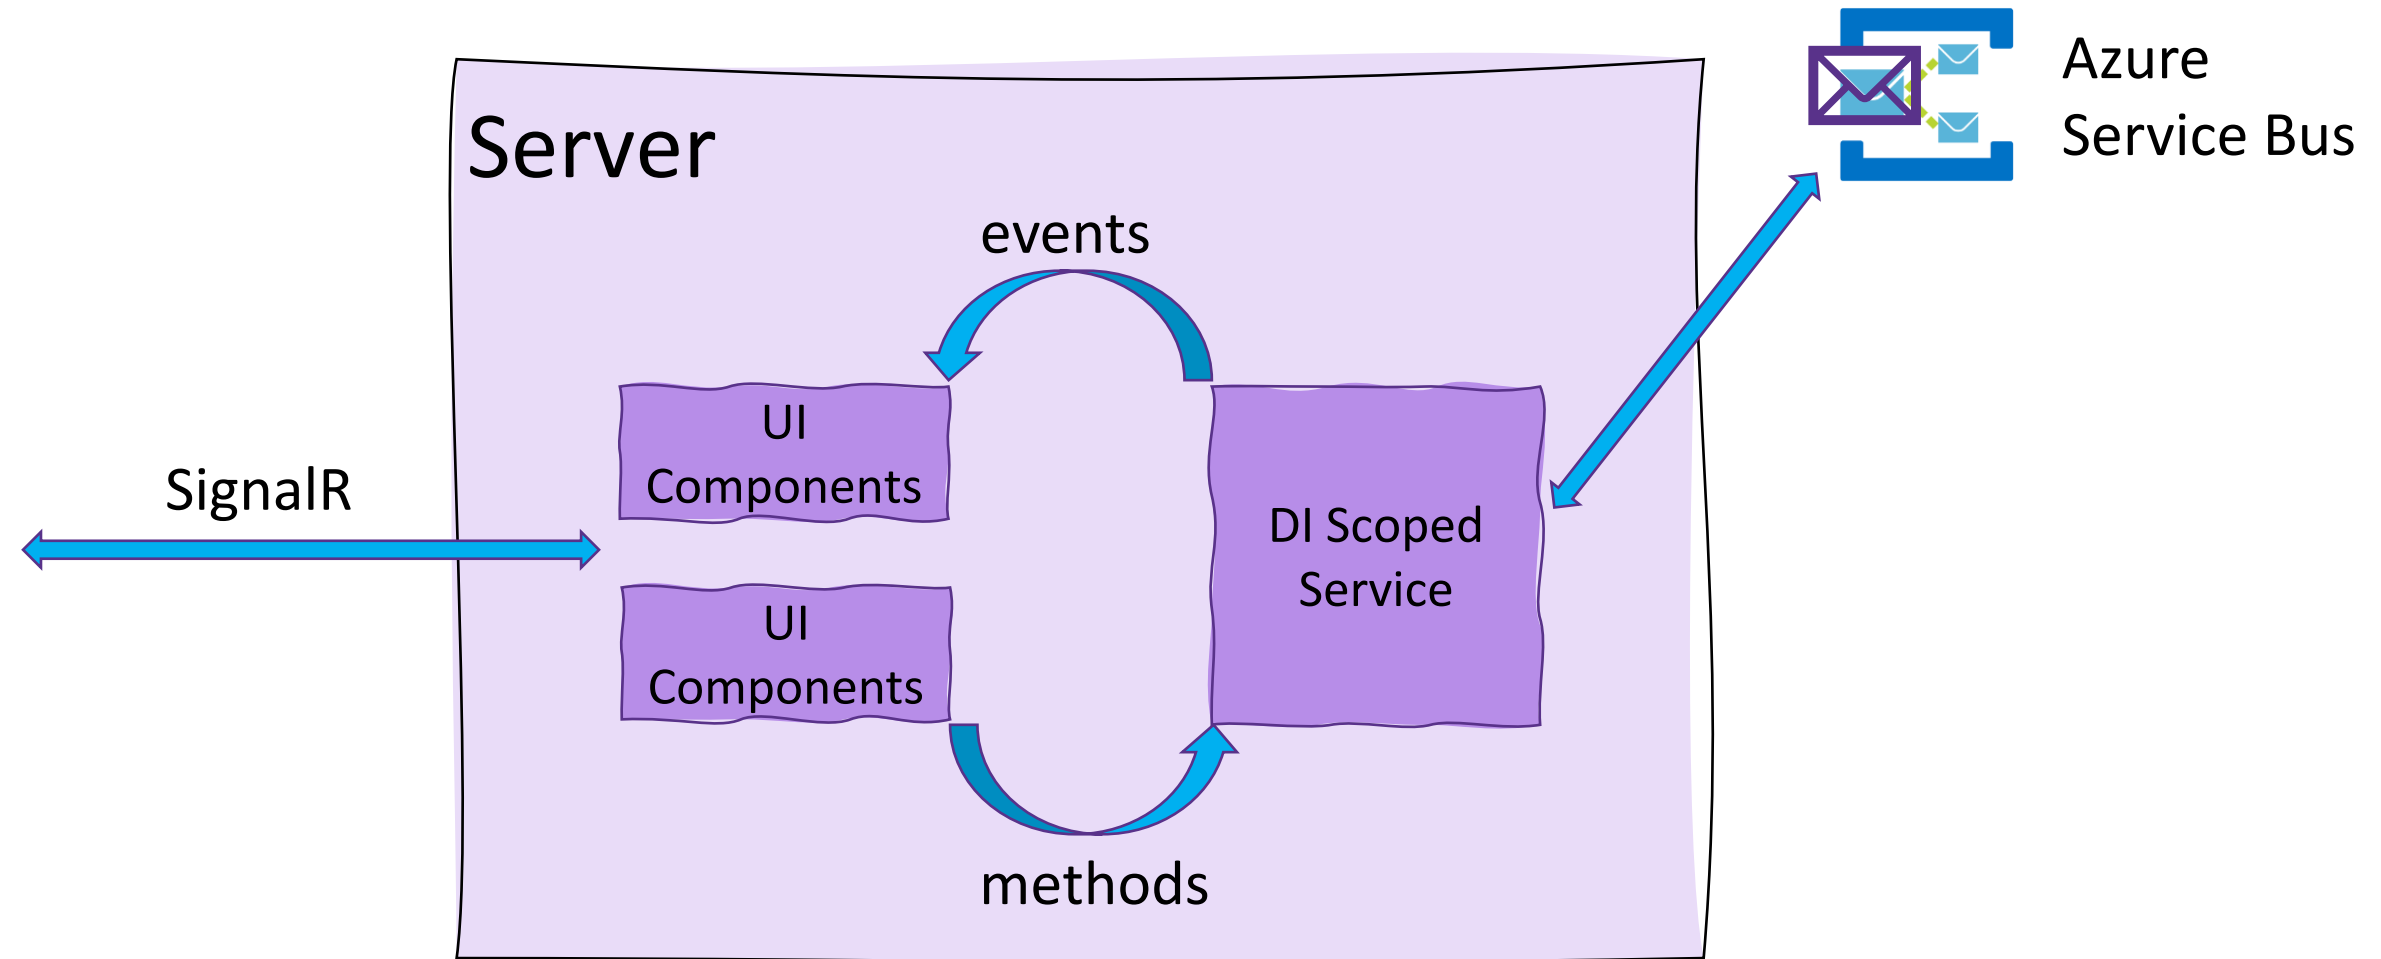 Azure
Service Bus
Server
events
UI
Components
SignalR
DI Scoped
Service
UI
Components
methods